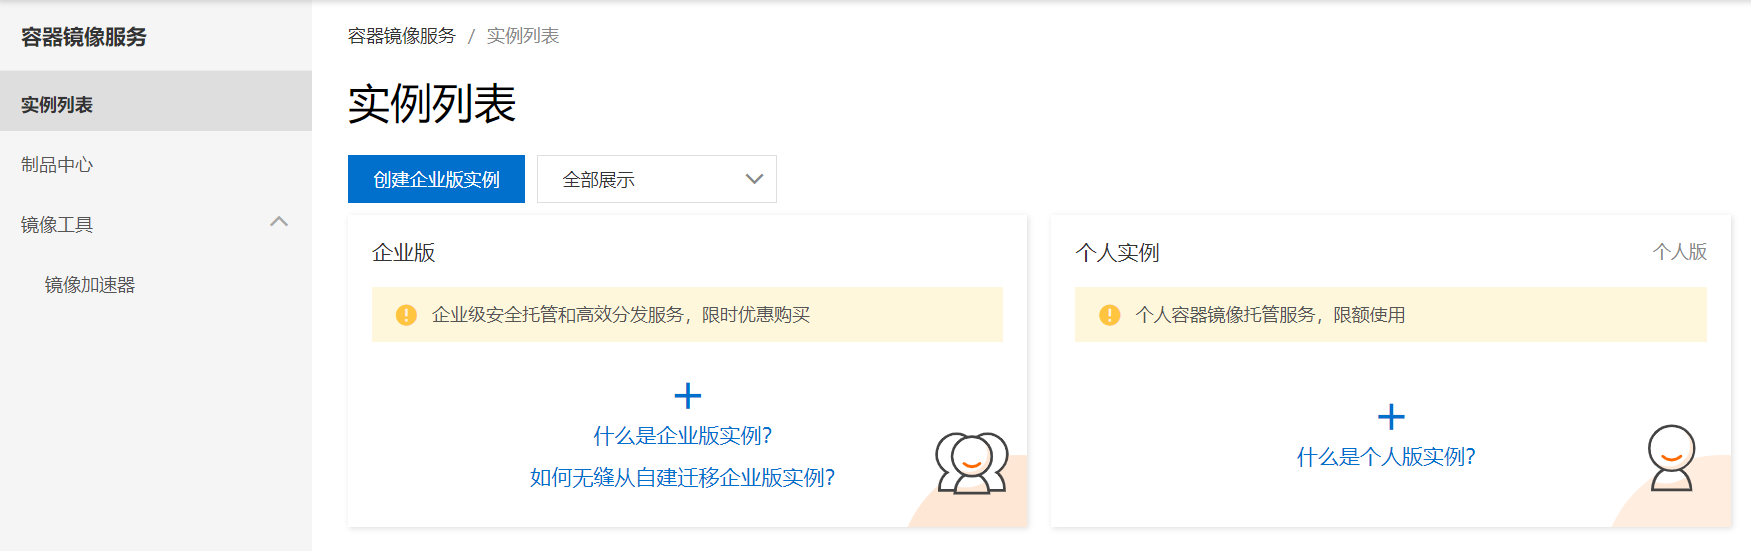 容器镜像服务
实例列表
制品中心
镜像工具
镜像加速器
容器镜像服务 / 实例列表
实例列表
创建企业版实例
全部展示
企业版
企业级安全托管和高效分发服务，限时优惠购买
什么是企业版实例？
如何无缝从自建迁移企业版实例？
个人实例 个人版
个人容器镜像托管服务，限额使用
什么是个人版实例？